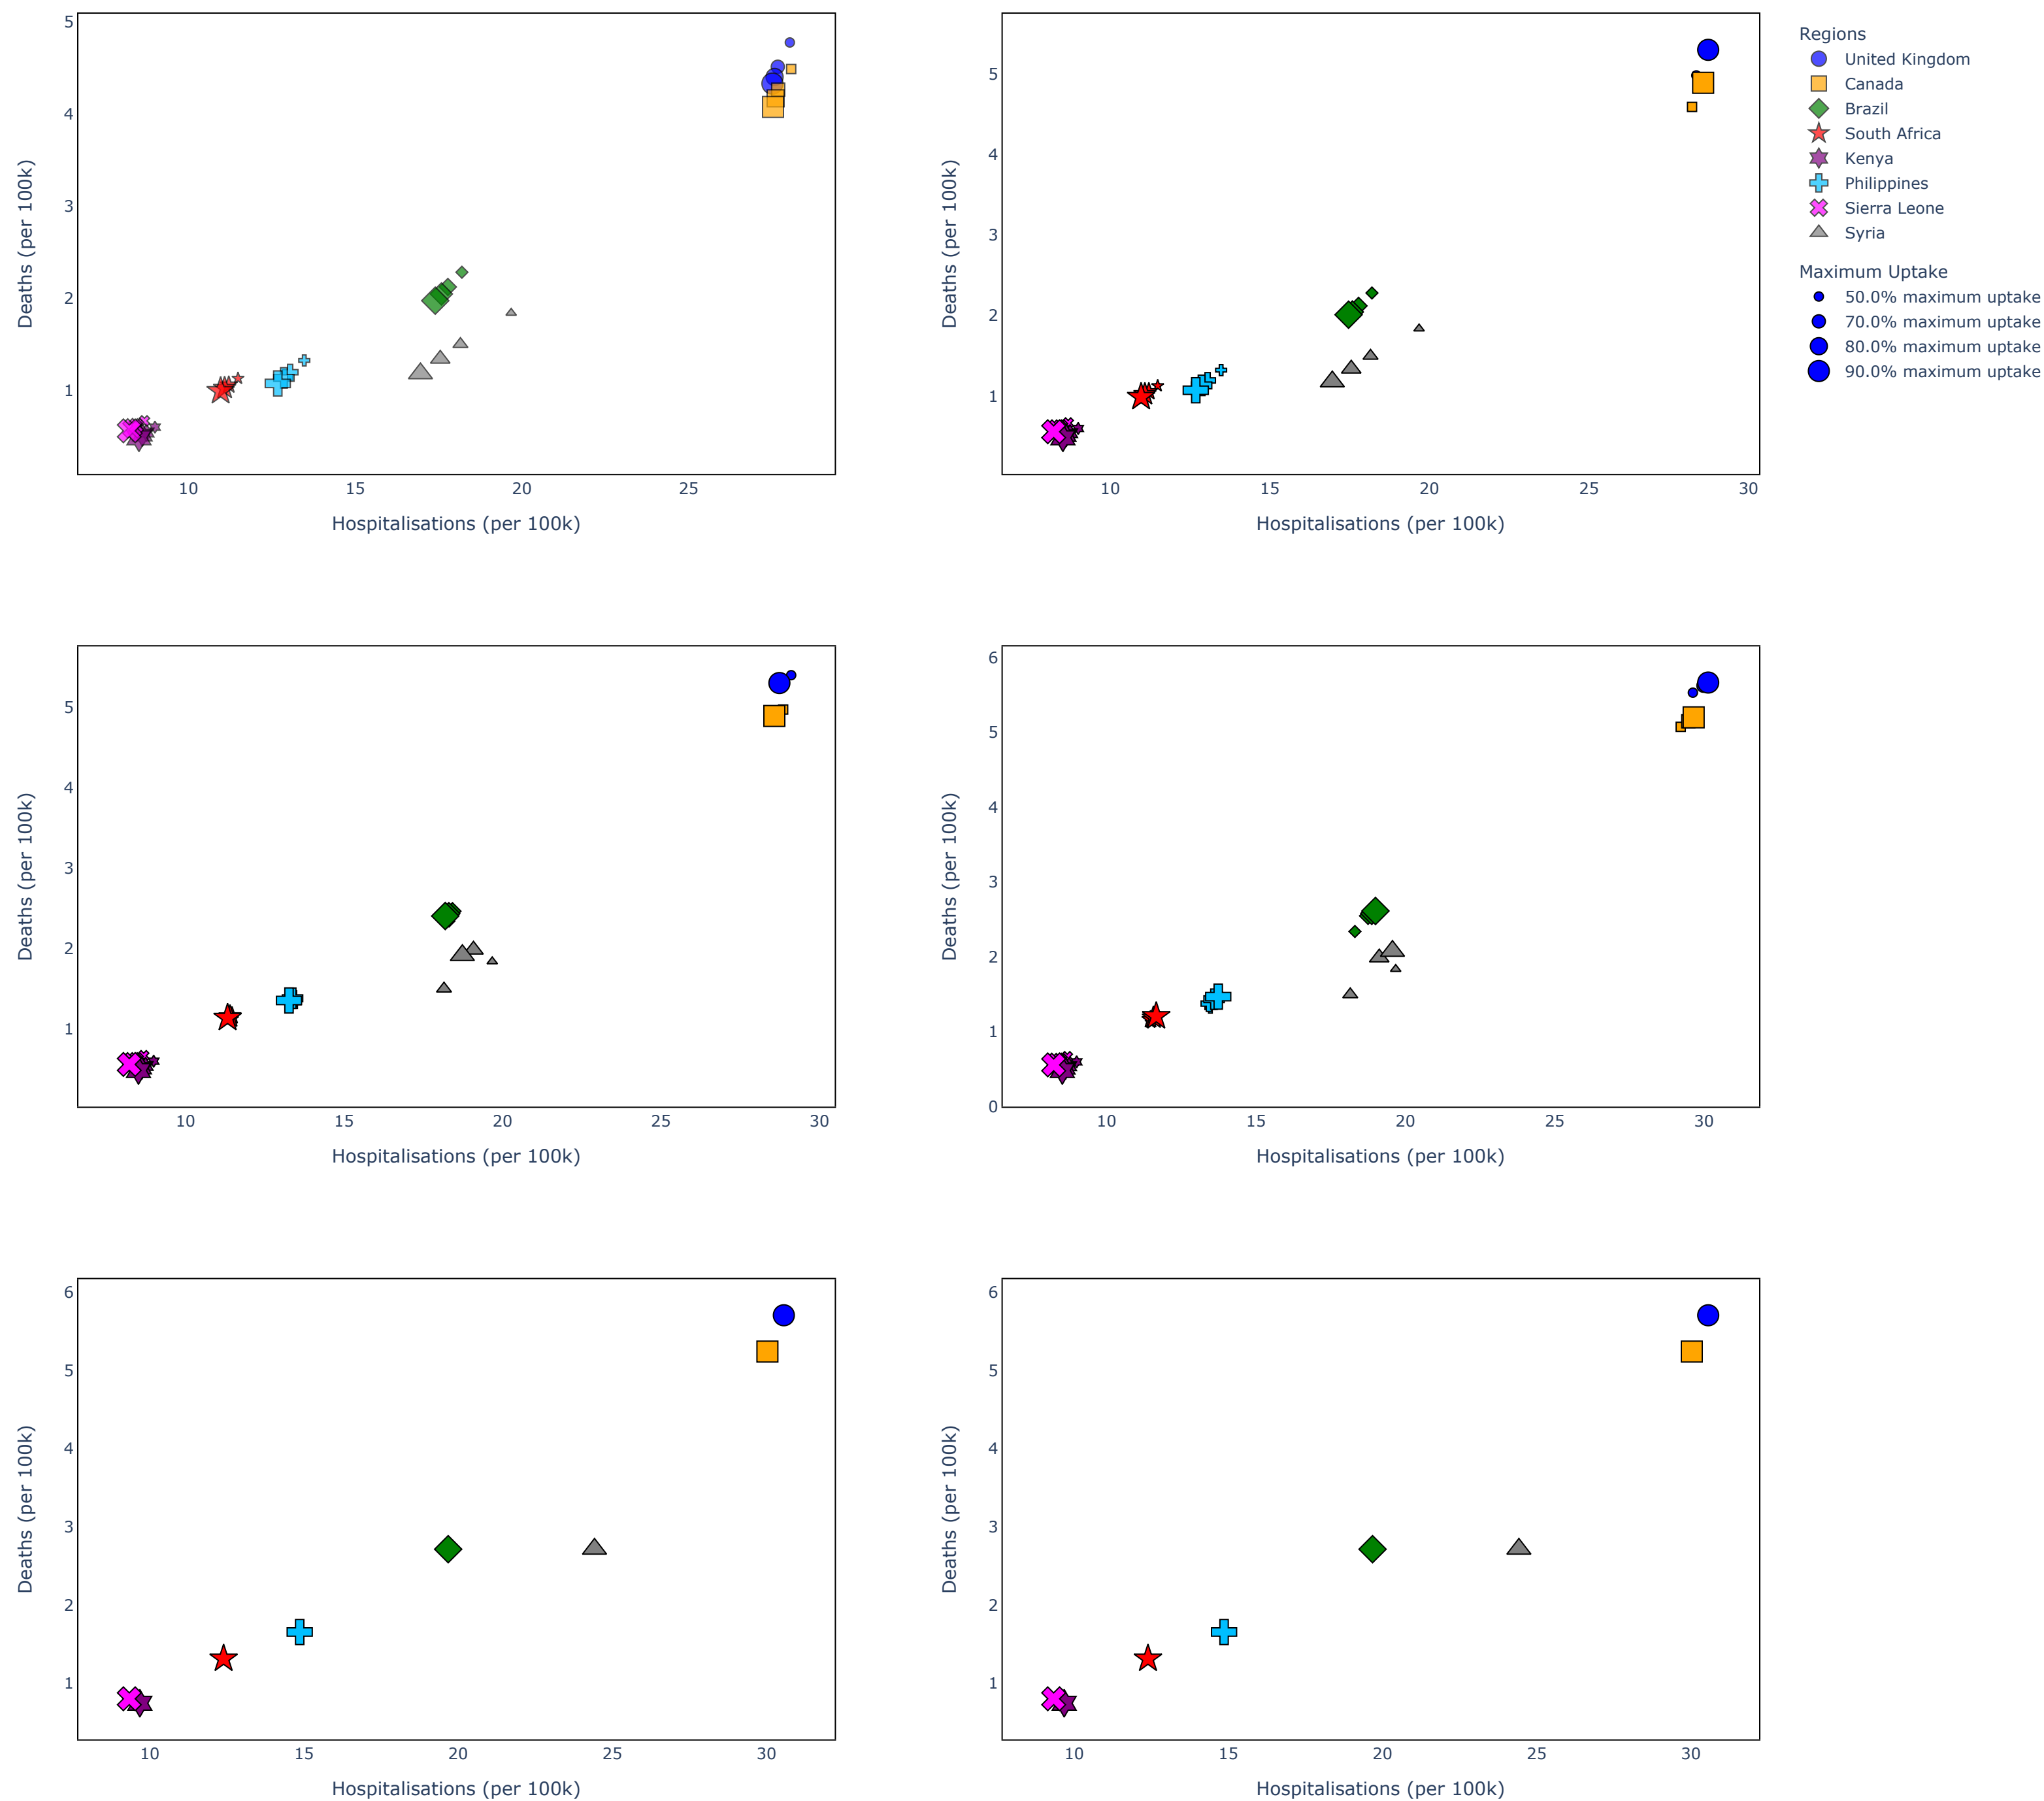 5
4
3
2
1
Deaths (per 100k)
10 15 20 25
Hospitalisations (per 100k)
5
4
3
2
1
Deaths (per 100k)
10 15 20 25 30
Hospitalisations (per 100k)
Regions
United Kingdom
Canada
Brazil
South Africa
Kenya
Philippines
Sierra Leone
Syria
Maximum Uptake
50.0% maximum uptake
70.0% maximum uptake
80.0% maximum uptake
90.0% maximum uptake
5
4
3
2
1
Deaths (per 100k)
10 15 20 25 30
Hospitalisations (per 100k)
6
5
4
3
2
1
0
Deaths (per 100k)
10 15 20 25 30
Hospitalisations (per 100k)
6
5
4
3
2
1
Deaths (per 100k)
10 15 20 25 30
Hospitalisations (per 100k)
6
5
4
3
2
1
Deaths (per 100k)
10 15 20 25 30
Hospitalisations (per 100k)